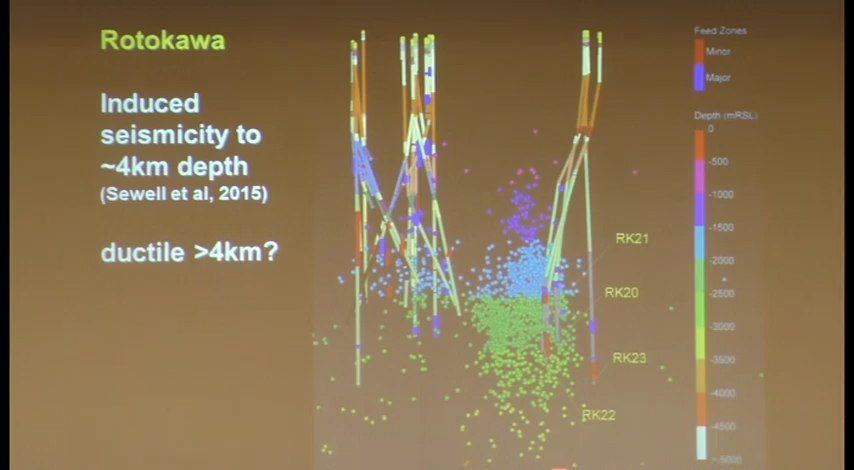 Rotokawa
Induced
seismicity to
~4km depth
(Sewell et al, 2015)
ductile >4km?
RK21
RK20
RK23
RK22
Feed Zones
Minor
Major
Depth (mRSL)
0
-500
-1000
-1500
-2000
-2500
-3000
-3500
-4000
-4500